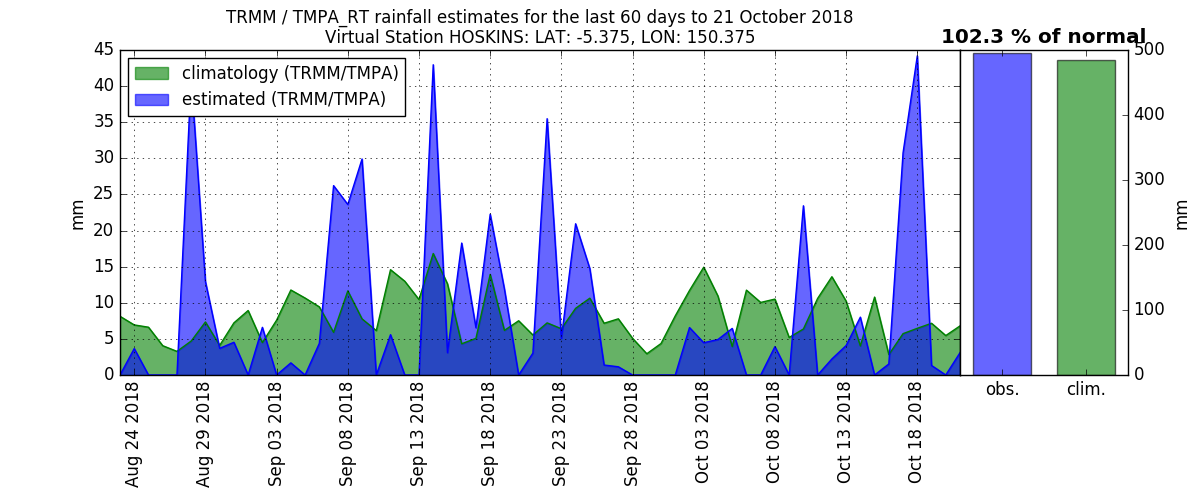 TRMM / TMPA_RT rainfall estimates for the last 60 days to 21 October 2018
Virtual Station HOSKINS: LAT: -5.375, LON: 150.375
102.3 % of normal
climatology (TRMM/TMPA)
estimated (TRMM/TMPA)
mm
45
40
35
30
25
20
15
10
5
0
Aug 24 2018
Aug 29 2018
Sep 03 2018
Sep 08 2018
Sep 13 2018
Sep 18 2018
Sep 23 2018
Sep 28 2018
Oct 03 2018
Oct 08 2018
Oct 13 2018
Oct 18 2018
obs.
clim.
500
400
300
200
100
0
mm